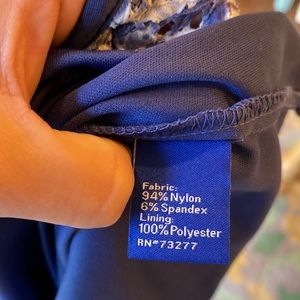 Fabric:
94% Nylon
6% Spandex
Lining:
100% Polyester
RN#73277